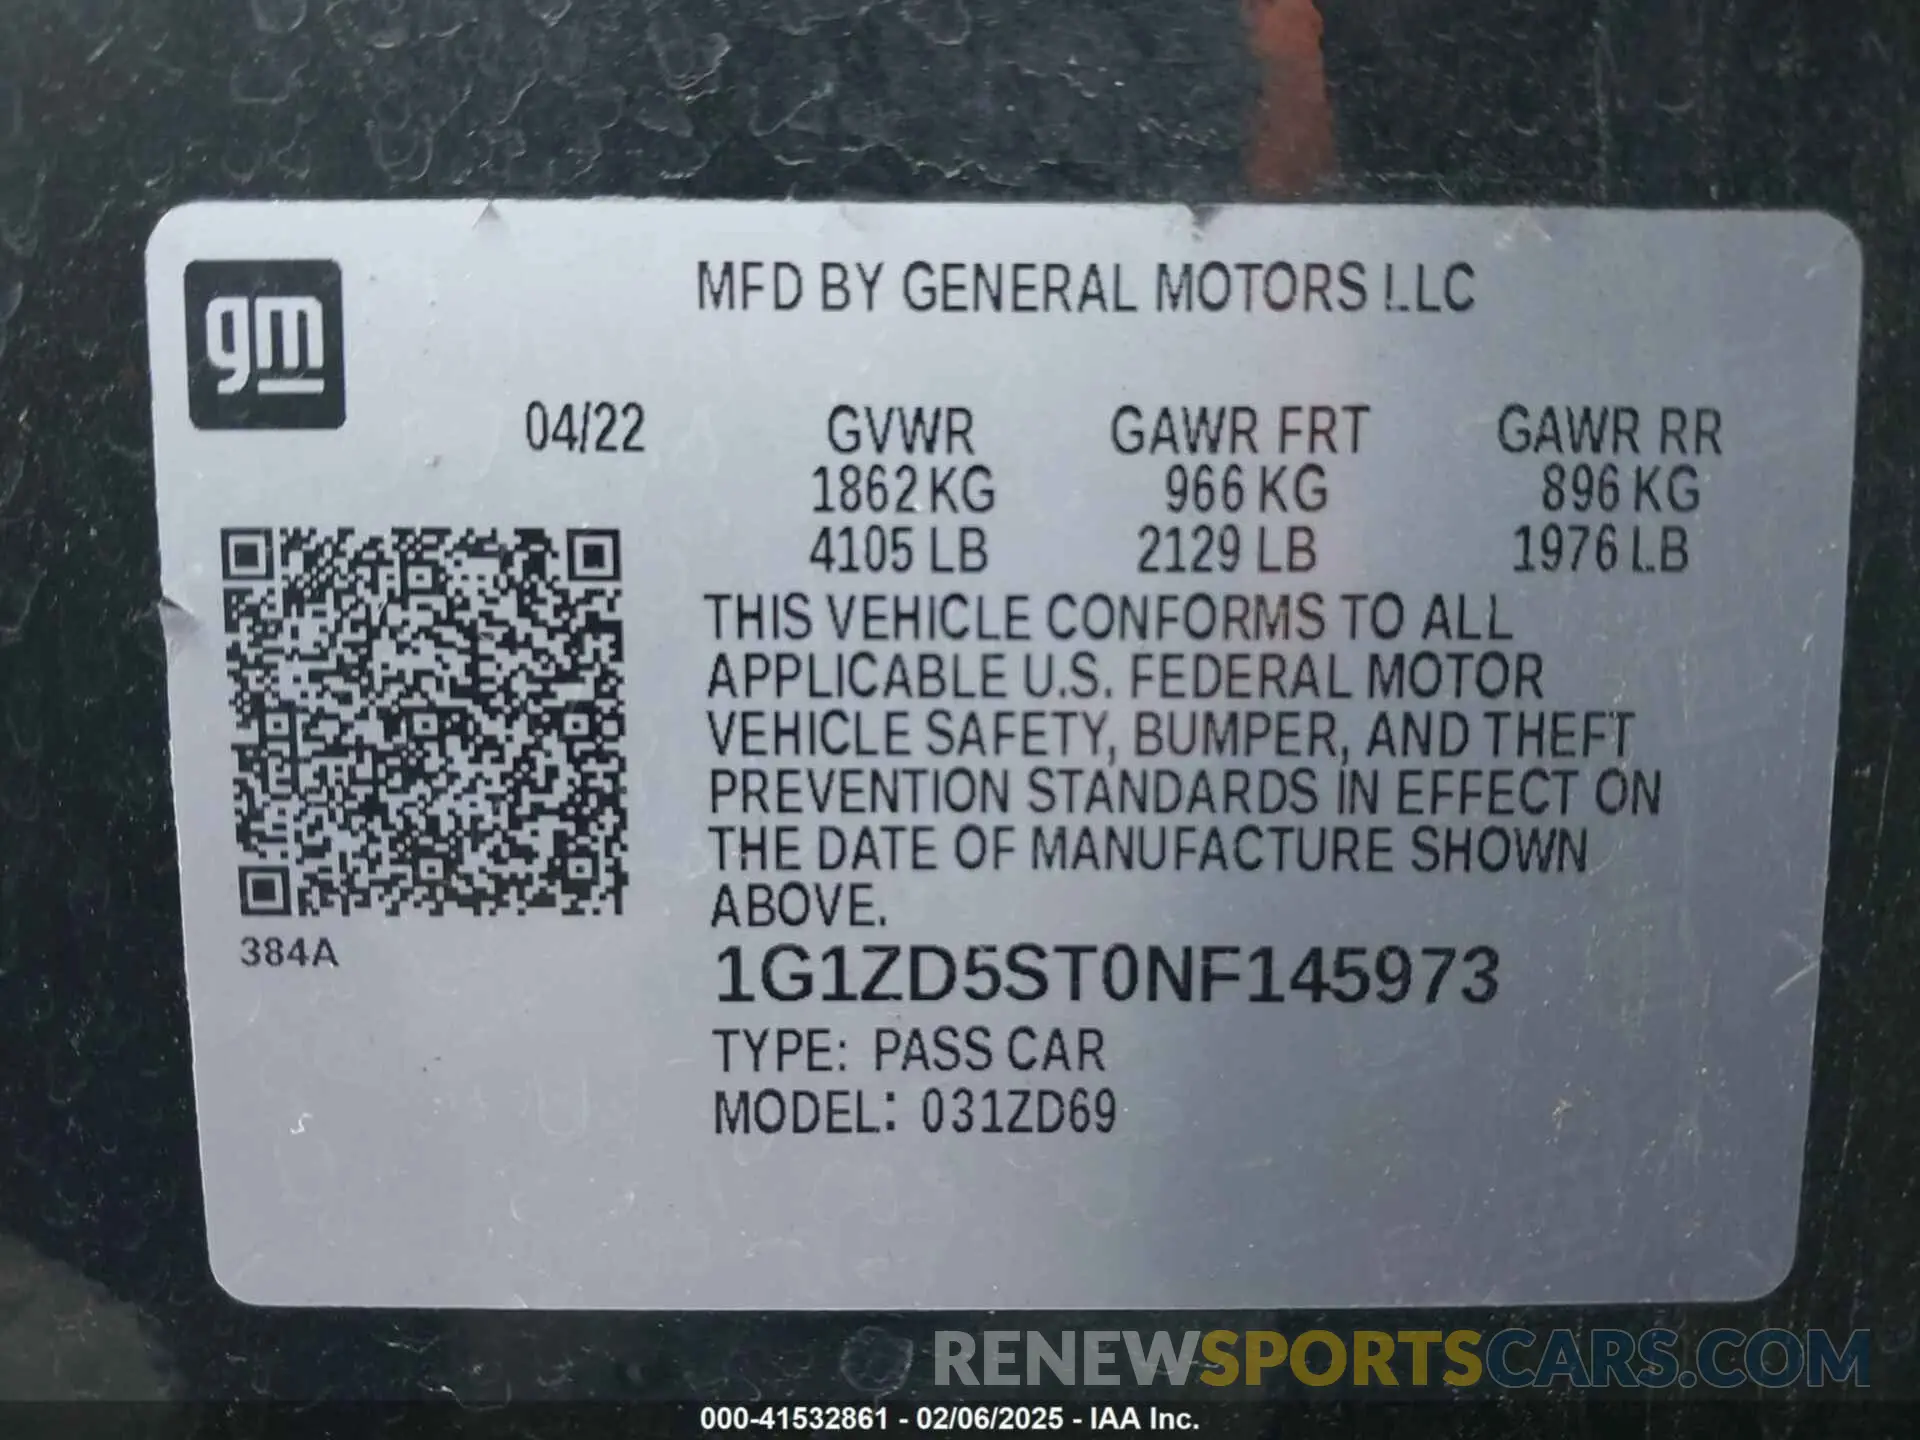 MFD BY GENERAL MOTORS LLC
gm
04/22 GVWR GAWR FRT GAWR RR
1862 KG 966 KG 896 KG
4105 LB 2129 LB 1976 LB
THIS VEHICLE CONFORMS TO ALL
APPLICABLE U.S. FEDERAL MOTOR
VEHICLE SAFETY, BUMPER, AND THEFT
PREVENTION STANDARDS IN EFFECT ON
THE DATE OF MANUFACTURE SHOWN
ABOVE.
384A
1G1ZD5ST0NF145973
TYPE: PASS CAR
MODEL: 031ZD69
RENEWSPORTSCARS.COM
000-41532861 - 02/06/2025 - IAA Inc.